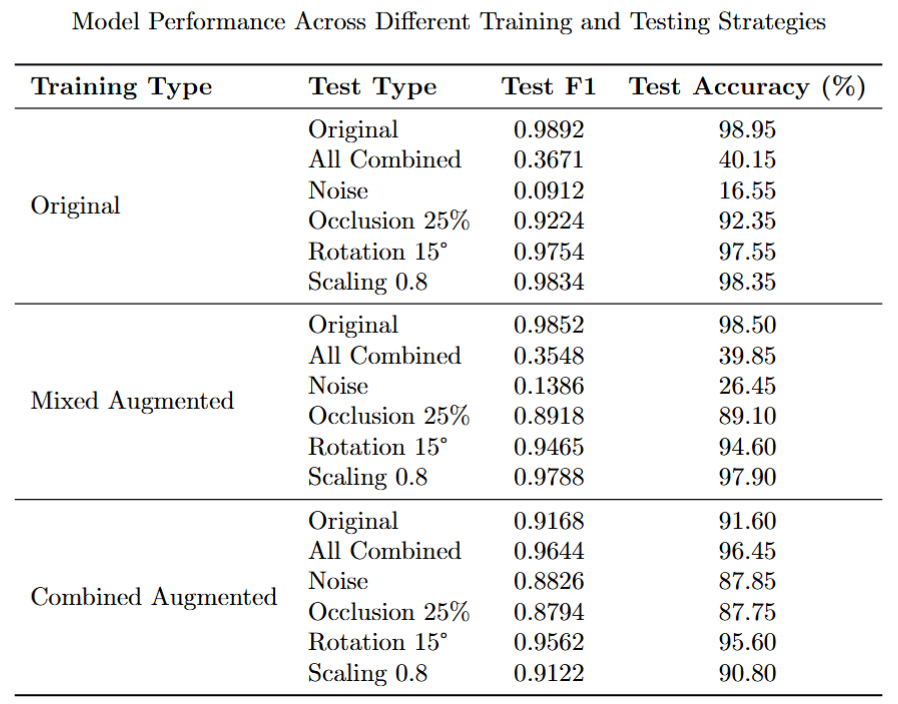 Model Performance Across Different Training and Testing Strategies
Training Type Test Type Test F1 Test Accuracy (%)
Original
Original 0.9892 98.95
All Combined 0.3671 40.15
Noise 0.0912 16.55
Occlusion 25% 0.9224 92.35
Rotation 15° 0.9754 97.55
Scaling 0.8 0.9834 98.35
Mixed Augmented
Original 0.9852 98.50
All Combined 0.3548 39.85
Noise 0.1386 26.45
Occlusion 25% 0.8918 89.10
Rotation 15° 0.9465 94.60
Scaling 0.8 0.9788 97.90
Combined Augmented
Original 0.9168 91.60
All Combined 0.9644 96.45
Noise 0.8826 87.85
Occlusion 25% 0.8794 87.75
Rotation 15° 0.9562 95.60
Scaling 0.8 0.9122 90.80